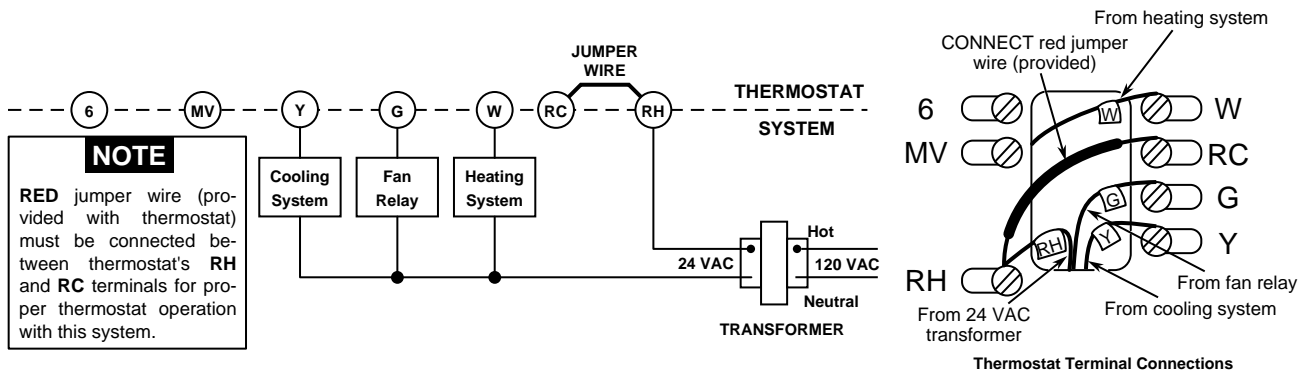 JUMPER
WIRE
6
MV
Y
G
W
RC
RH
THERMOSTAT
SYSTEM
NOTE
RED jumper wire (pro-
vided with thermostat)
must be connected be-
tween thermostat's RH
and RC terminals for pro-
per thermostat operation
with this system.
Cooling
System
Fan
Relay
Heating
System
Hot
24 VAC
120 VAC
Neutral
TRANSFORMER
From heating system
CONNECT red jumper
wire (provided)
6
W
W
MV
RC
G
G
RH
Y
Y
RH
From fan relay
From 24 VAC
transformer
From cooling system
Thermostat Terminal Connections